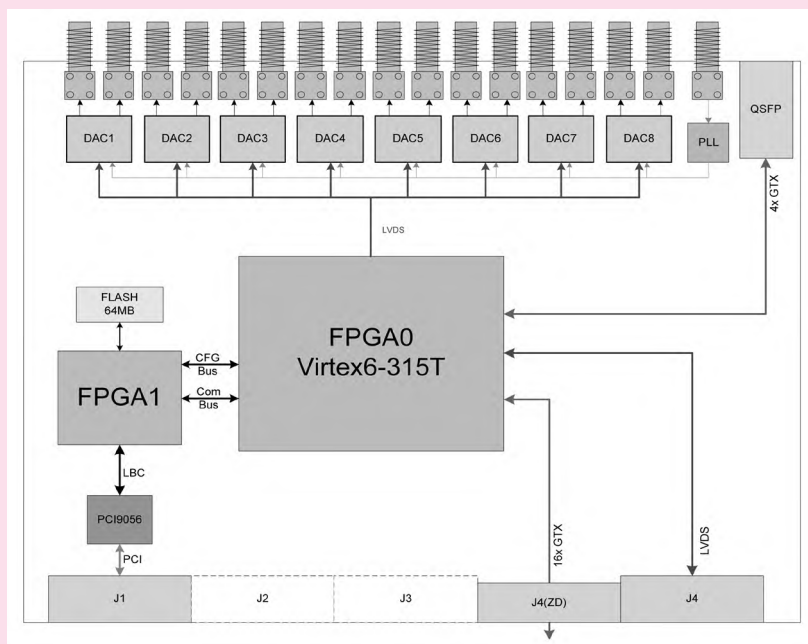 DAC1
DAC2
DAC3
DAC4
DAC5
DAC6
DAC7
DAC8
PLL
QSFP
4x GTX
LVDS
FLASH
64MB
FPGA0
Virtex6-315T
FPGA1
CFG
Bus
Com
Bus
LBC
PCI9056
PCI
16x GTX
LVDS
J1
J2
J3
J4(ZD)
J4